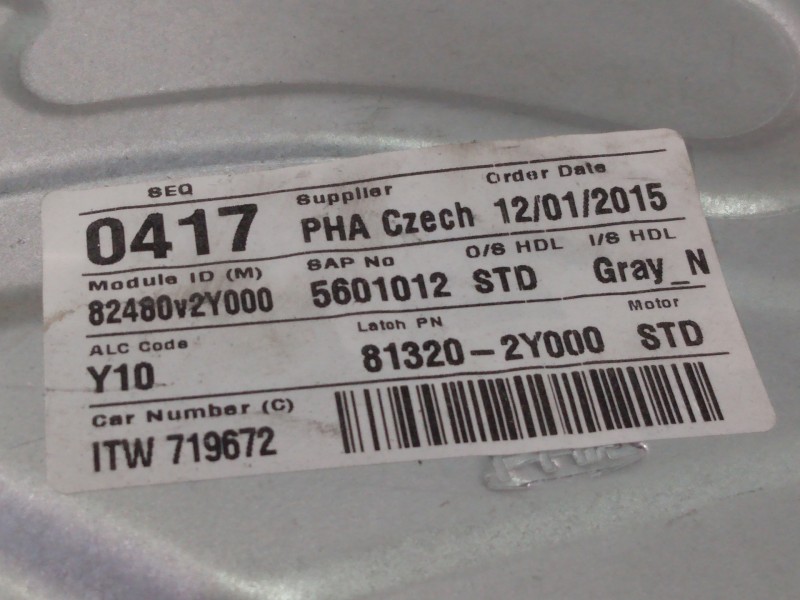 SEQ Supplier Order Date
0417 PHA Czech 12/01/2015
Module ID (M) SAP No O/S HDL I/S HDL
82480v2Y000 5601012 STD Gray_N
ALC Code Latch PN Motor
Y10 81320-2Y000 STD
Car Number (C)
ITW 719672